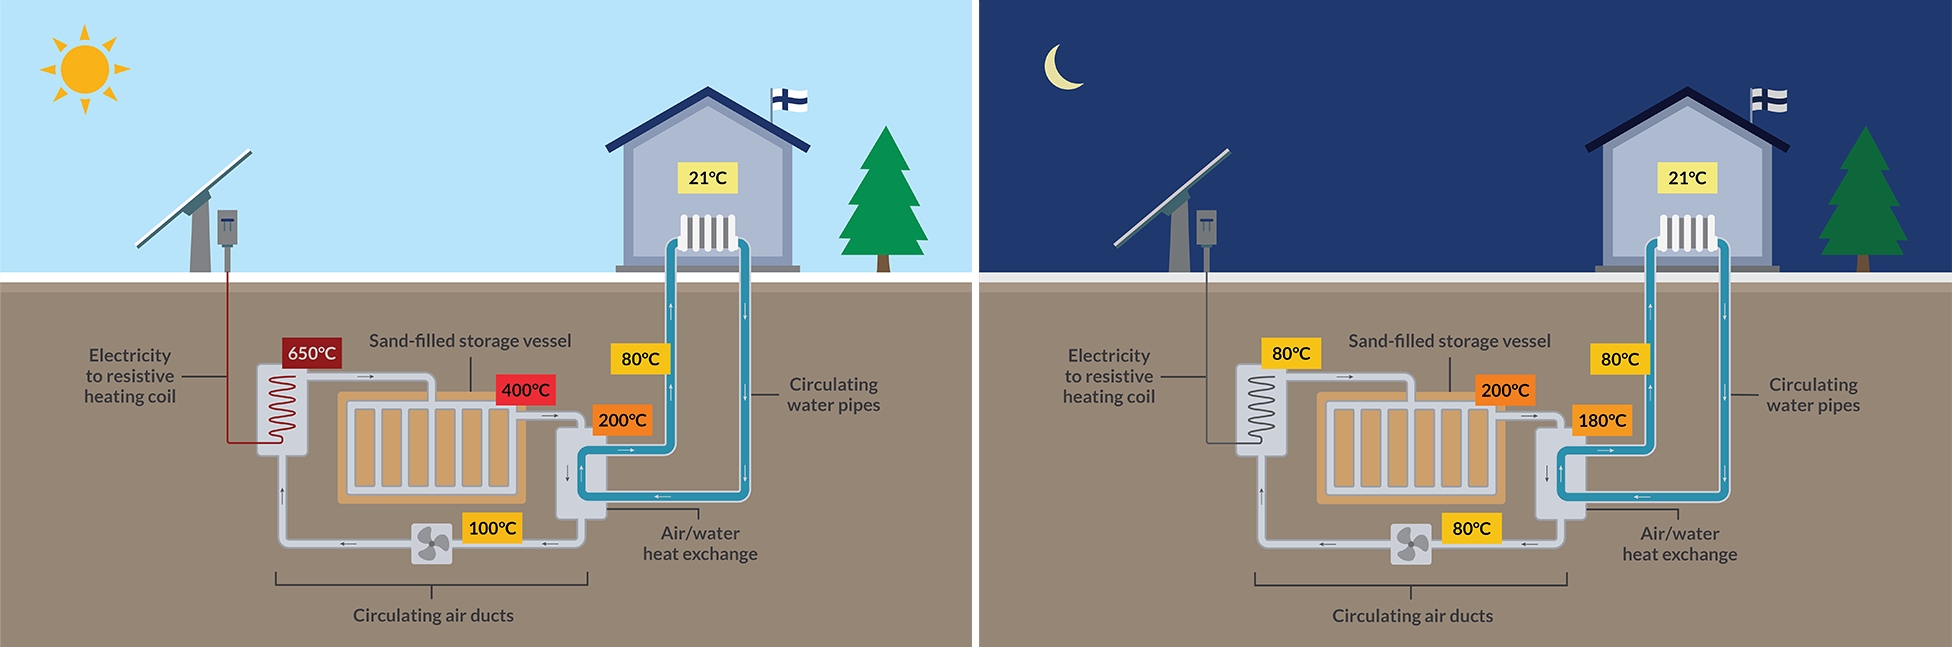 21°C
Electricity
to resistive
heating coil
650°C
Sand-filled storage vessel
400°C
80°C
200°C
Circulating
water pipes
100°C
Air/water
heat exchange
Circulating air ducts
21°C
Electricity
to resistive
heating coil
80°C
Sand-filled storage vessel
200°C
80°C
180°C
Circulating
water pipes
80°C
Air/water
heat exchange
Circulating air ducts